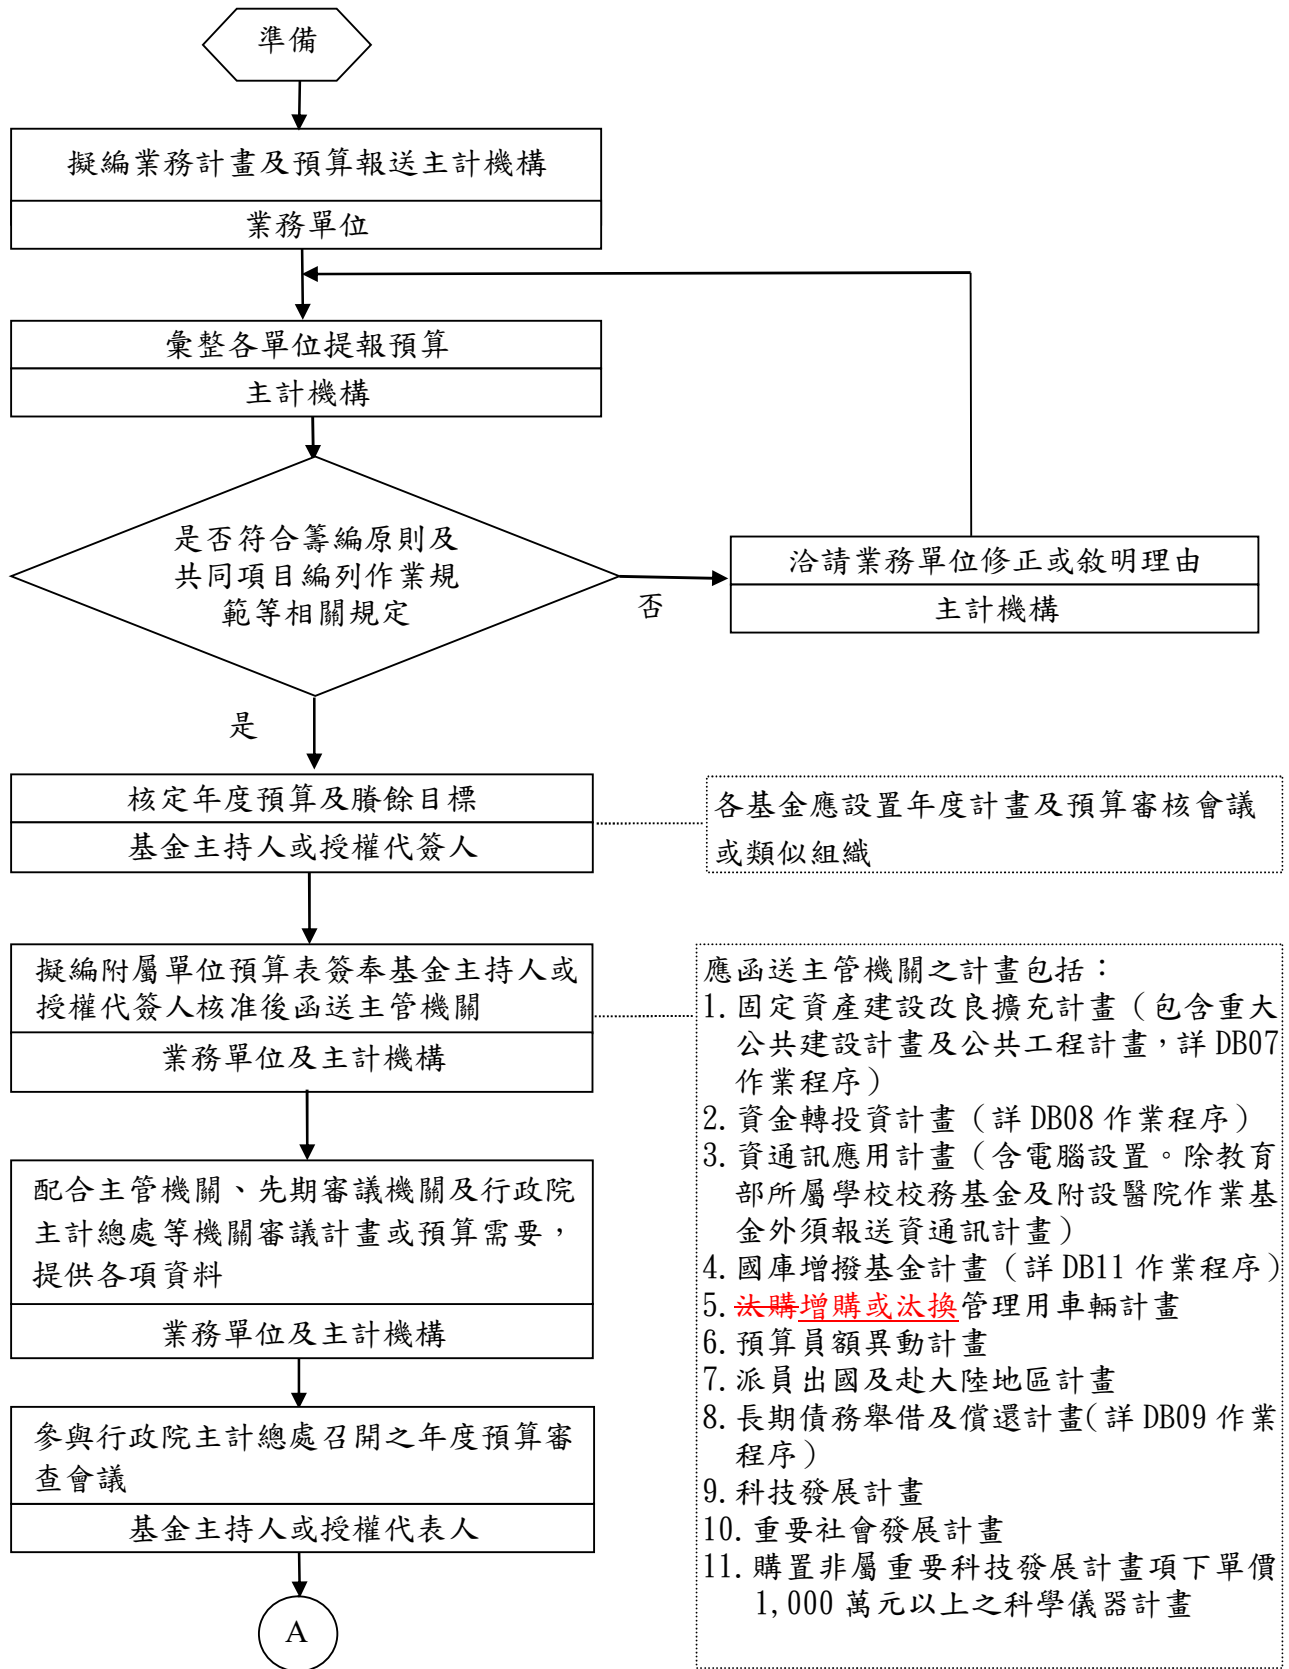 準備
擬編業務計畫及預算報送主計機構
業務單位
彙整各單位提報預算
主計機構
是否符合籌編原則及
共同項目編列作業規
範等相關規定
否
洽請業務單位修正或敘明理由
主計機構
是
核定年度預算及賸餘目標
基金主持人或授權代簽人
各基金應設置年度計畫及預算審核會議
或類似組織
擬編附屬單位預算表簽奉基金主持人或
授權代簽人核准後函送主管機關
業務單位及主計機構
配合主管機關、先期審議機關及行政院
主計總處等機關審議計畫或預算需要，
提供各項資料
業務單位及主計機構
參與行政院主計總處召開之年度預算審
查會議
基金主持人或授權代表人
A
應函送主管機關之計畫包括：
1.固定資產建設改良擴充計畫（包含重大
公共建設計畫及公共工程計畫，詳 DB07
作業程序）
2.資金轉投資計畫（詳 DB08 作業程序）
3.資通訊應用計畫（含電腦設置。除教育
部所屬學校校務基金及附設醫院作業基
金外須報送資通訊計畫）
4.國庫增撥基金計畫（詳 DB11 作業程序）
5.汰購增購或汰換管理用車輛計畫
6.預算員額異動計畫
7.派員出國及赴大陸地區計畫
8.長期債務舉借及償還計畫(詳 DB09 作業
程序）
9.科技發展計畫
10.重要社會發展計畫
11.購置非屬重要科技發展計畫項下單價
1,000 萬元以上之科學儀器計畫